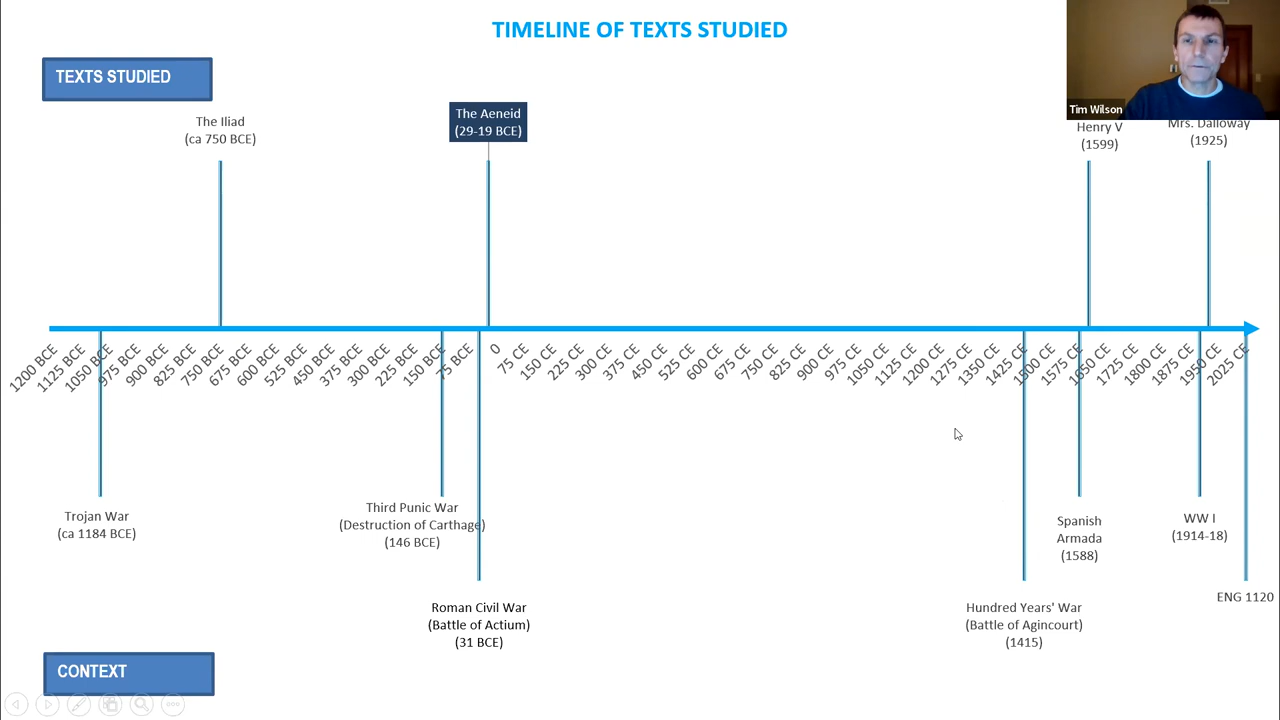 TIMELINE OF TEXTS STUDIED
TEXTS STUDIED
The Iliad
(ca 750 BCE)
The Aeneid
(29-19 BCE)
Tim Wilson
Henry V
(1599)
Mrs. Dalloway
(1925)
1200 BCE
1125 BCE
1050 BCE
975 BCE
900 BCE
825 BCE
750 BCE
675 BCE
600 BCE
525 BCE
450 BCE
375 BCE
300 BCE
225 BCE
150 BCE
75 BCE
0
75 CE
150 CE
225 CE
300 CE
375 CE
450 CE
525 CE
600 CE
675 CE
750 CE
825 CE
900 CE
975 CE
1050 CE
1125 CE
1200 CE
1275 CE
1350 CE
1425 CE
1500 CE
1575 CE
1650 CE
1725 CE
1800 CE
1875 CE
1950 CE
2025 CE
Trojan War
(ca 1184 BCE)
Third Punic War
(Destruction of Carthage)
(146 BCE)
Roman Civil War
(Battle of Actium)
(31 BCE)
Hundred Years' War
(Battle of Agincourt)
(1415)
Spanish
Armada
(1588)
WW I
(1914-18)
ENG 1120
CONTEXT